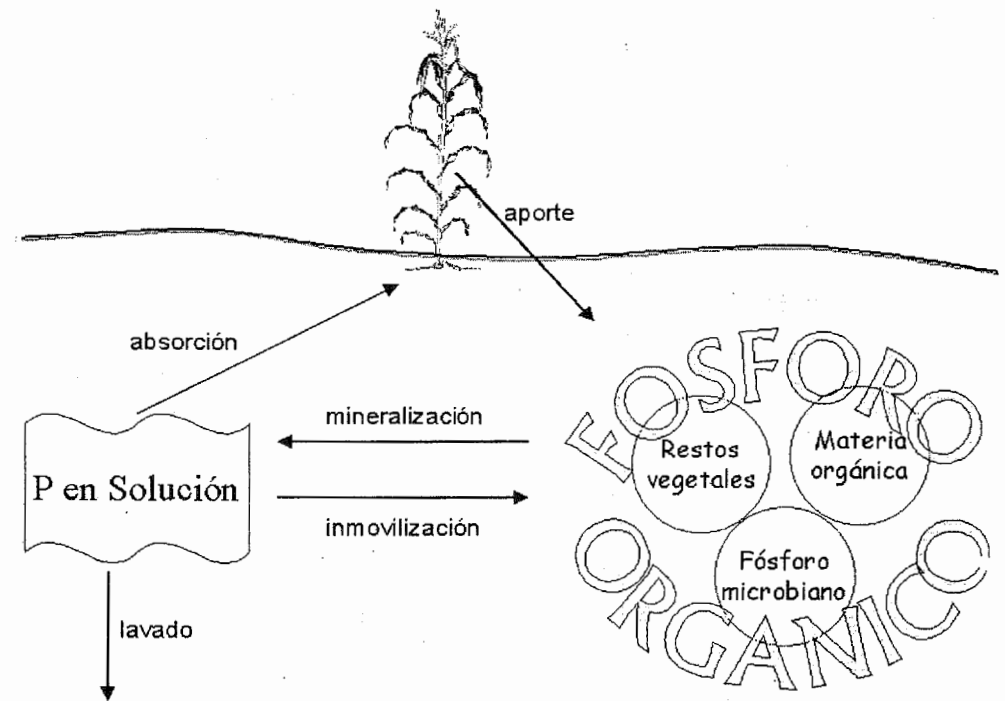 aporte
absorción
mineralización
P en Solución
inmovilización
lavado
FOSFORO
Restos
vegetales
Materia
orgánica
Fósforo
microbiano
ORGANICO